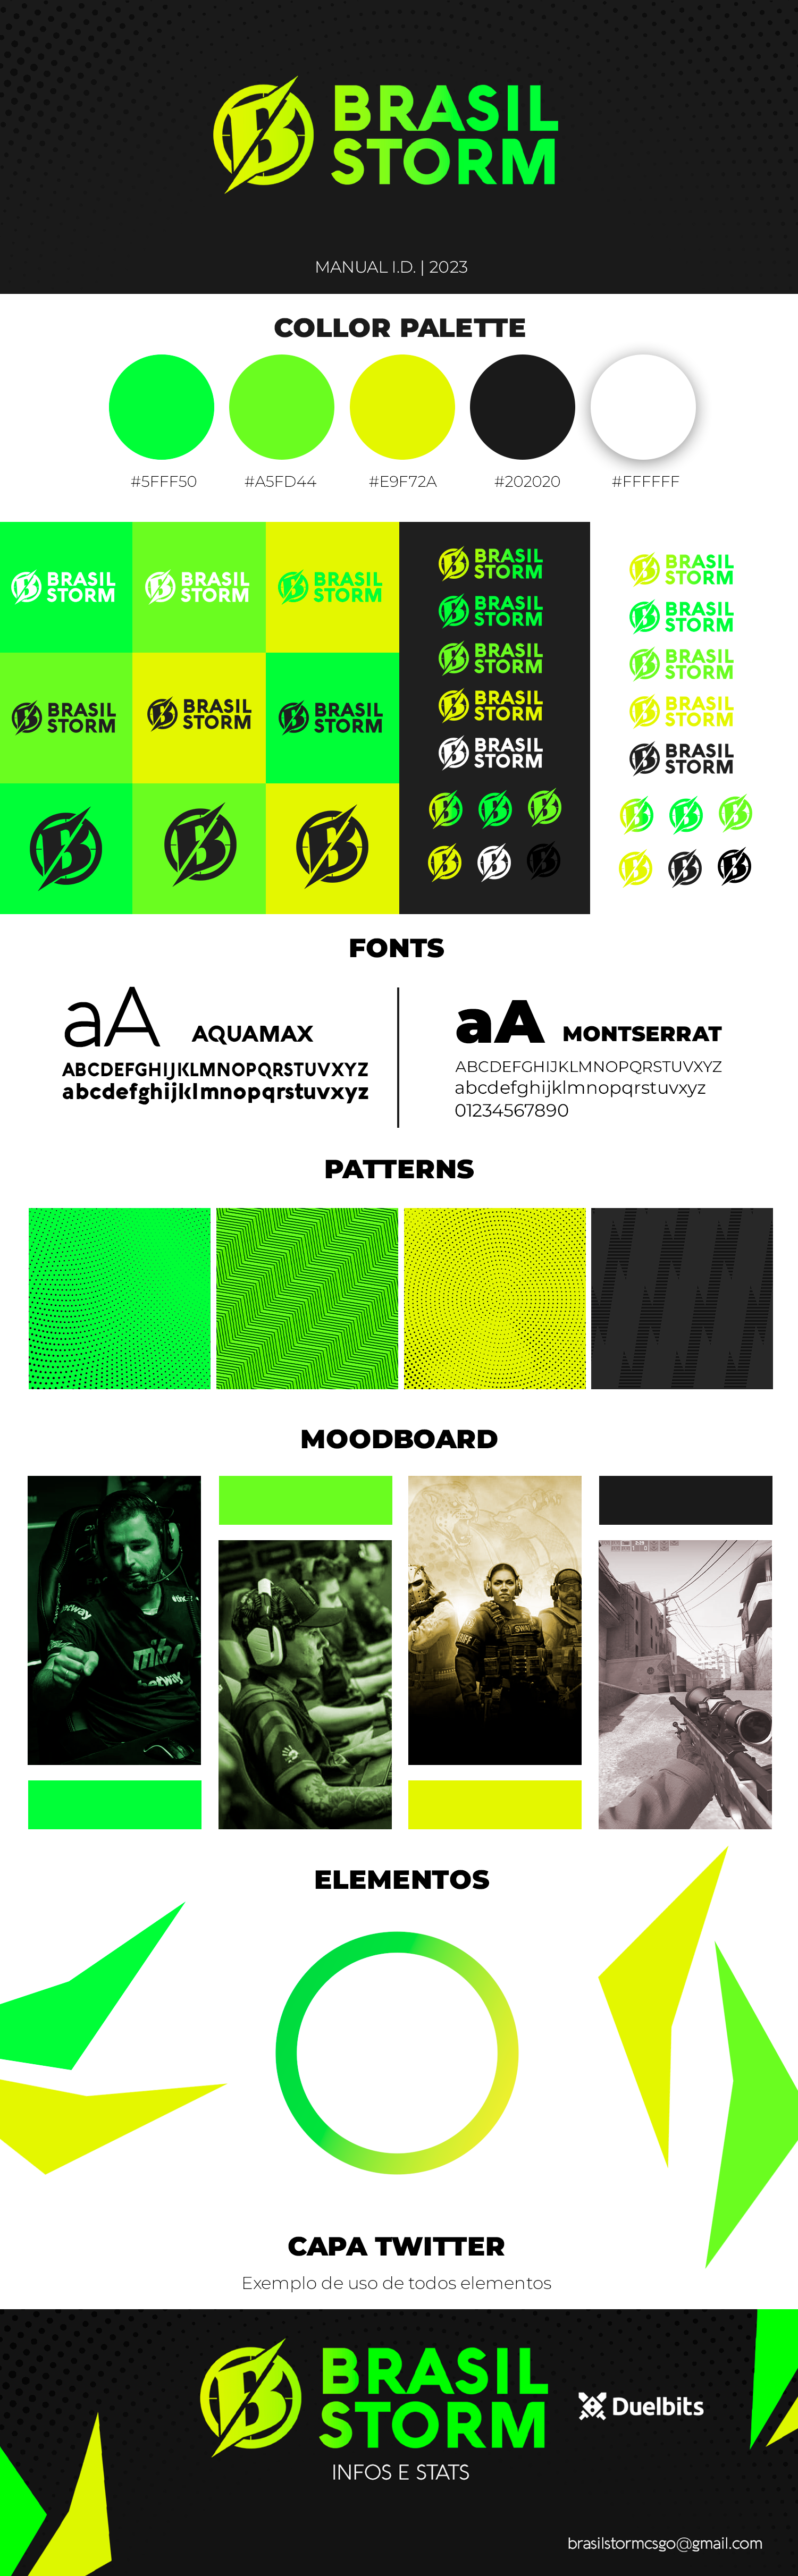 BRASIL
STORM
MANUAL I.D. | 2023
COLLOR PALETTE
#5FFF50 #A5FD44 #E9F72A #202020 #FFFFFF
BRASIL
STORM
BRASIL
STORM
BRASIL
STORM
BRASIL
STORM
BRASIL
STORM
BRASIL
STORM
BRASIL
STORM
BRASIL
STORM
BRASIL
STORM
BRASIL
STORM
BRASIL
STORM
BRASIL
STORM
BRASIL
STORM
BRASIL
STORM
BRASIL
STORM
BRASIL
STORM
FONTS
aA AQUAMAX
ABCDEFGHIJKLMNOPQRSTUVXYZ
abcdefghijklmnopqrstuvxyz
aA MONTSERRAT
ABCDEFGHIJKLMNOPQRSTUVXYZ
abcdefghijklmnopqrstuvxyz
01234567890
PATTERNS
MOODBOARD
mibr
SWAT
ELEMENTOS
CAPA TWITTER
Exemplo de uso de todos elementos
BRASIL
STORM
Duelbits
INFOS E STATS
brasilstormcsgo@gmail.com